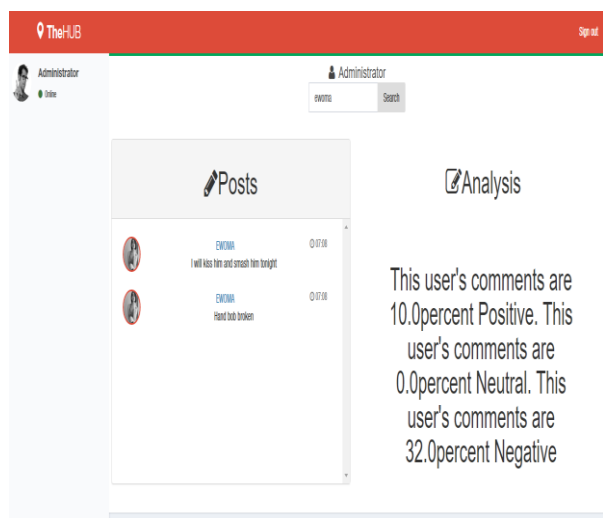 TheHUB
Sign out
Administrator
Online
Administrator
ewoma
Search
Posts
EWOMA
07:08
I will kiss him and smash him tonight
EWOMA
07:08
Hand bob broken
Analysis
This user's comments are
10.0percent Positive. This
user's comments are
0.0percent Neutral. This
user's comments are
32.0percent Negative